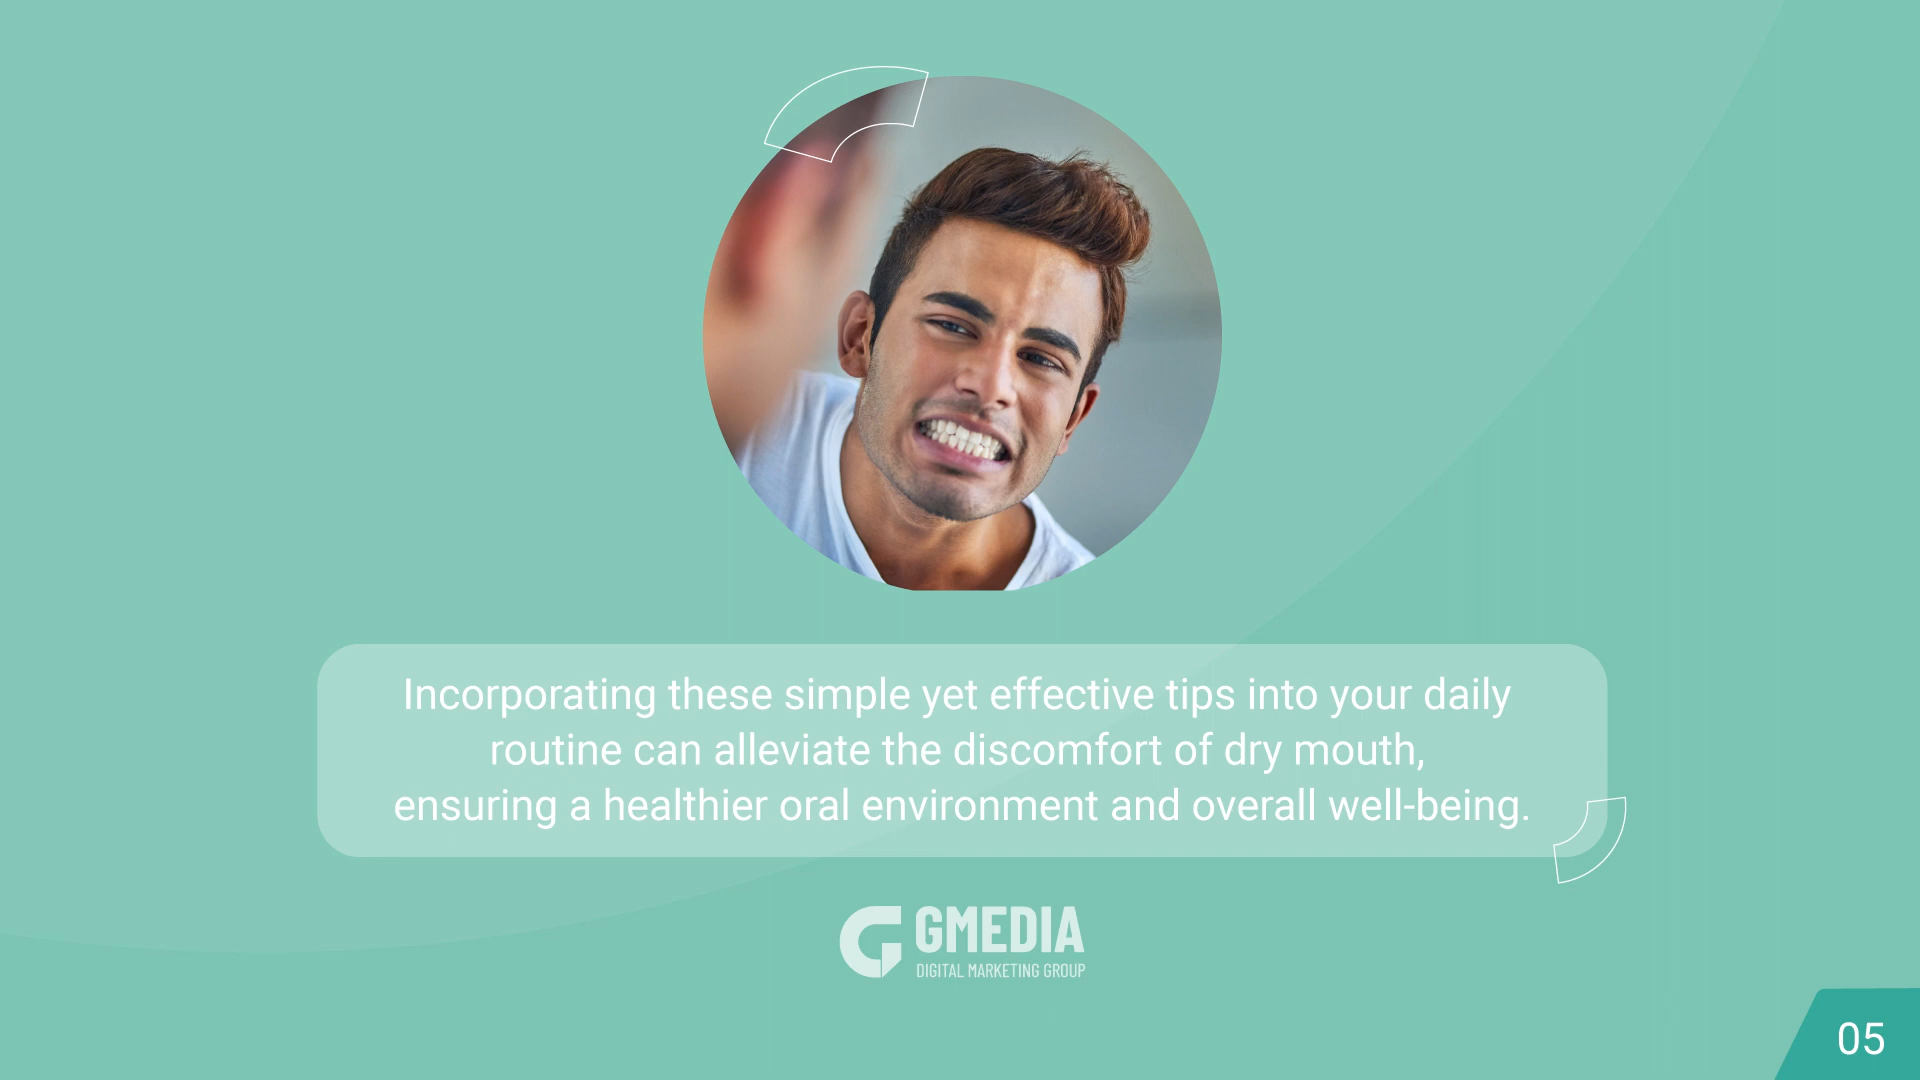 Incorporating these simple yet effective tips into your daily
routine can alleviate the discomfort of dry mouth,
ensuring a healthier oral environment and overall well-being.
GMEDIA
DIGITAL MARKETING GROUP
05